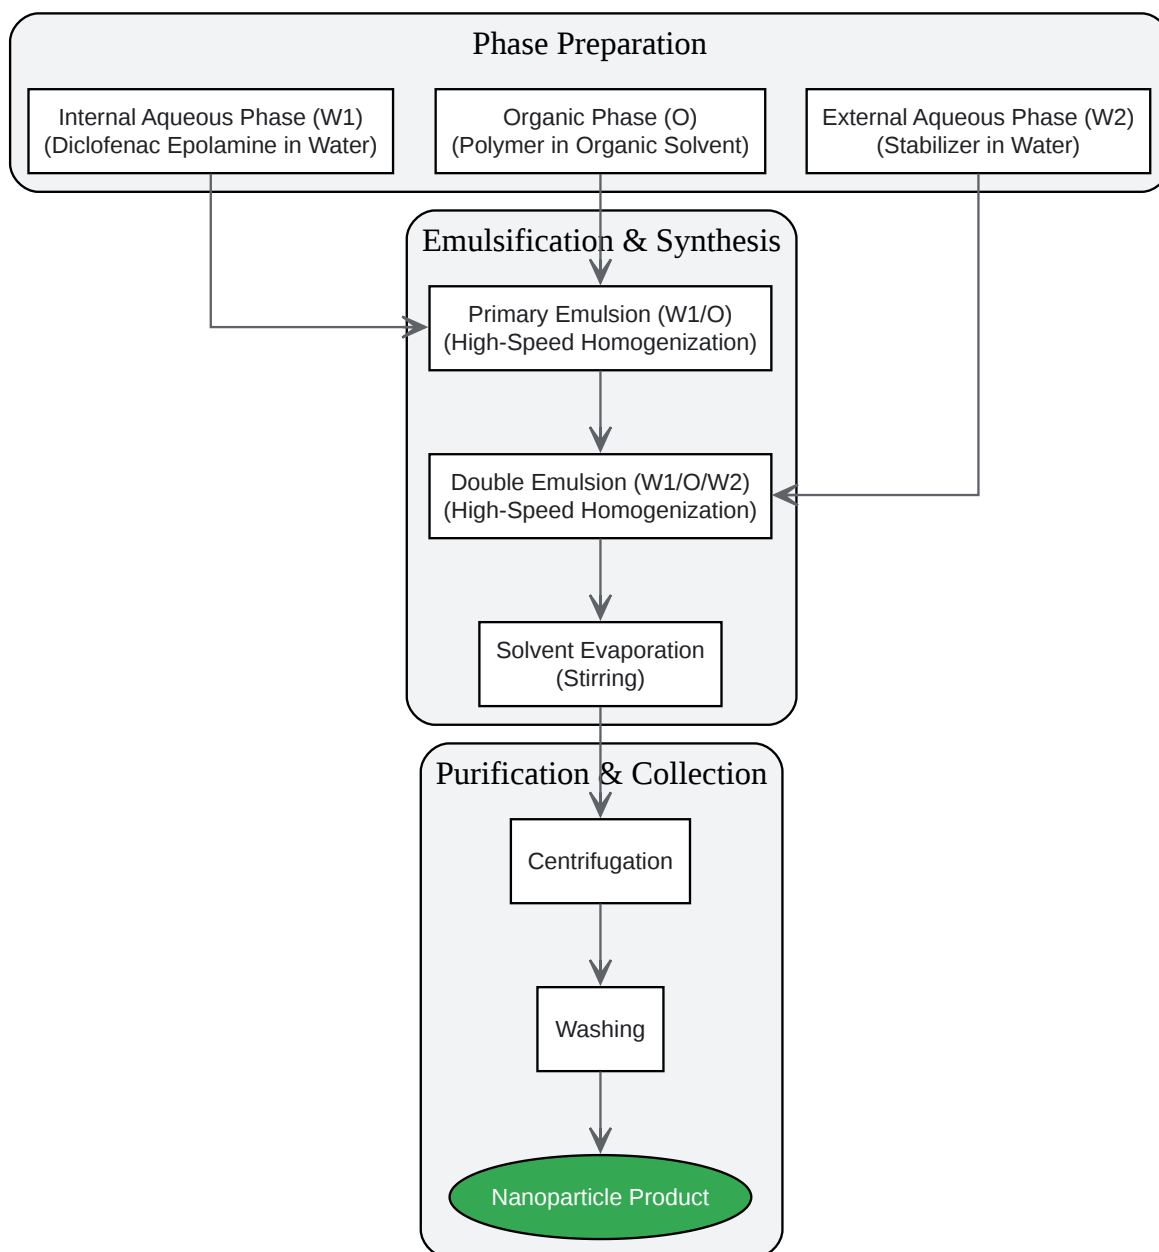 Phase Preparation
Internal Aqueous Phase (W1)
(Diclofenac Epolamine in Water)
Organic Phase (O)
(Polymer in Organic Solvent)
External Aqueous Phase (W2)
(Stabilizer in Water)
Emulsification & Synthesis
Primary Emulsion (W1/O)
(High-Speed Homogenization)
Double Emulsion (W1/O/W2)
(High-Speed Homogenization)
Solvent Evaporation
(Stirring)
Purification & Collection
Centrifugation
Washing
Nanoparticle Product